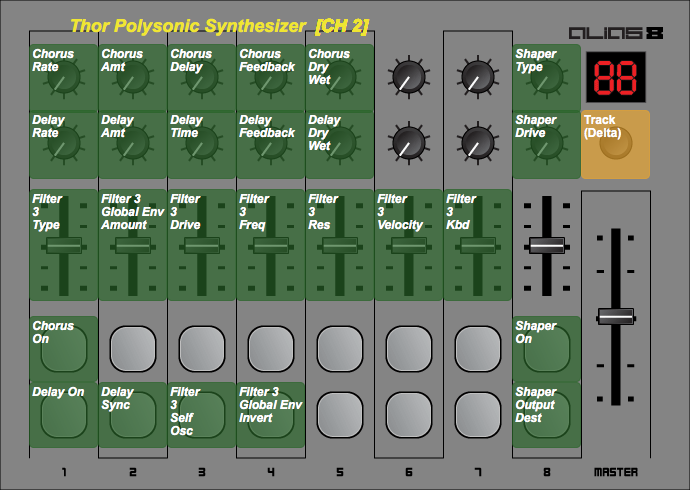 Thor Polysonic Synthesizer [CH 2]
ALIAS 8
Chorus Rate
Chorus Amt
Chorus Delay
Chorus Feedback
Chorus Dry Wet
Shaper Type
88
Delay Rate
Delay Amt
Delay Time
Delay Feedback
Delay Dry Wet
Shaper Drive
Track (Delta)
Filter 3 Type
Filter 3 Global Env Amount
Filter 3 Drive
Filter 3 Freq
Filter 3 Res
Filter 3 Velocity
Filter 3 Kbd
Chorus On
Shaper On
Delay On
Delay Sync
Filter 3 Self Osc
Filter 3 Global Env Invert
Shaper Output Dest
1 2 3 4 5 6 7 8 MASTER